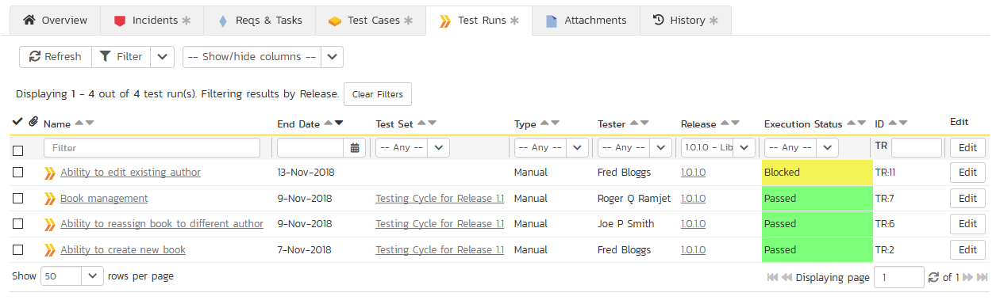 Overview Incidents Reqs & Tasks Test Cases Test Runs Attachments History
Refresh Filter -- Show/hide columns --
Displaying 1 - 4 out of 4 test run(s). Filtering results by Release. Clear Filters
Name End Date Test Set Type Tester Release Execution Status ID Edit
Filter -- Any -- -- Any -- -- Any -- 1.0.1.0 - Lib -- Any -- TR Edit
Ability to edit existing author 13-Nov-2018 Manual Fred Bloggs 1.0.1.0 Blocked TR:11 Edit
Book management 9-Nov-2018 Testing Cycle for Release 1.1 Manual Roger Q Ramjet 1.0.1.0 Passed TR:7 Edit
Ability to reassign book to different author 9-Nov-2018 Testing Cycle for Release 1.1 Manual Joe P Smith 1.0.1.0 Passed TR:6 Edit
Ability to create new book 7-Nov-2018 Testing Cycle for Release 1.1 Manual Fred Bloggs 1.0.1.0 Passed TR:2 Edit
Show 50 rows per page Displaying page 1 of 1